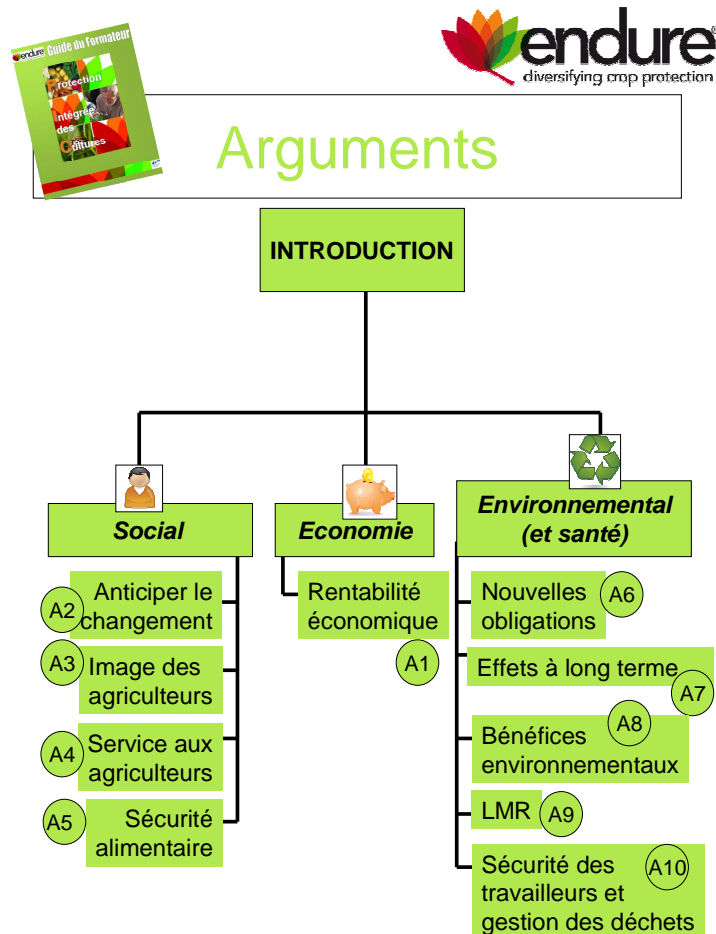 endure Guide du Formateur
Protection
Intégrée
des
Cultures
endure
diversifying crop protection
Arguments
INTRODUCTION
Social
Economie
Environnemental
(et santé)
Anticiper le
changement
A2
A3
Image des
agriculteurs
A4
Service aux
agriculteurs
A5
Sécurité
alimentaire
Rentabilité
économique
A1
Nouvelles
obligations
A6
Effets à long terme
A7
A8
Bénéfices
environnementaux
LMR
A9
Sécurité des
travailleurs et
gestion des déchets
A10